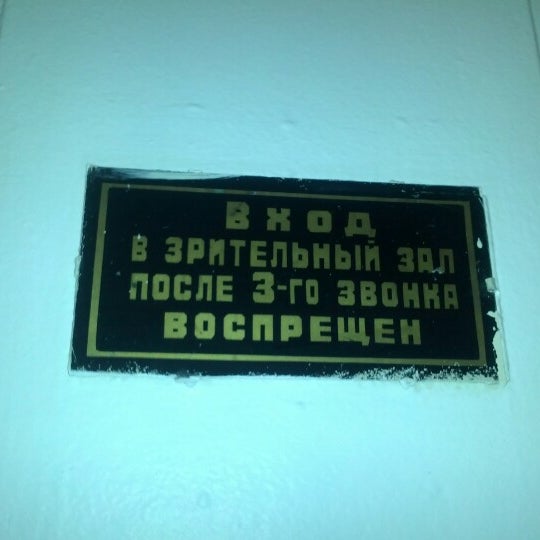 ВХОД
В ЗРИТЕЛЬНЫЙ ЗАЛ
ПОСЛЕ 3-ГО ЗВОНКА
ВОСПРЕЩЕН